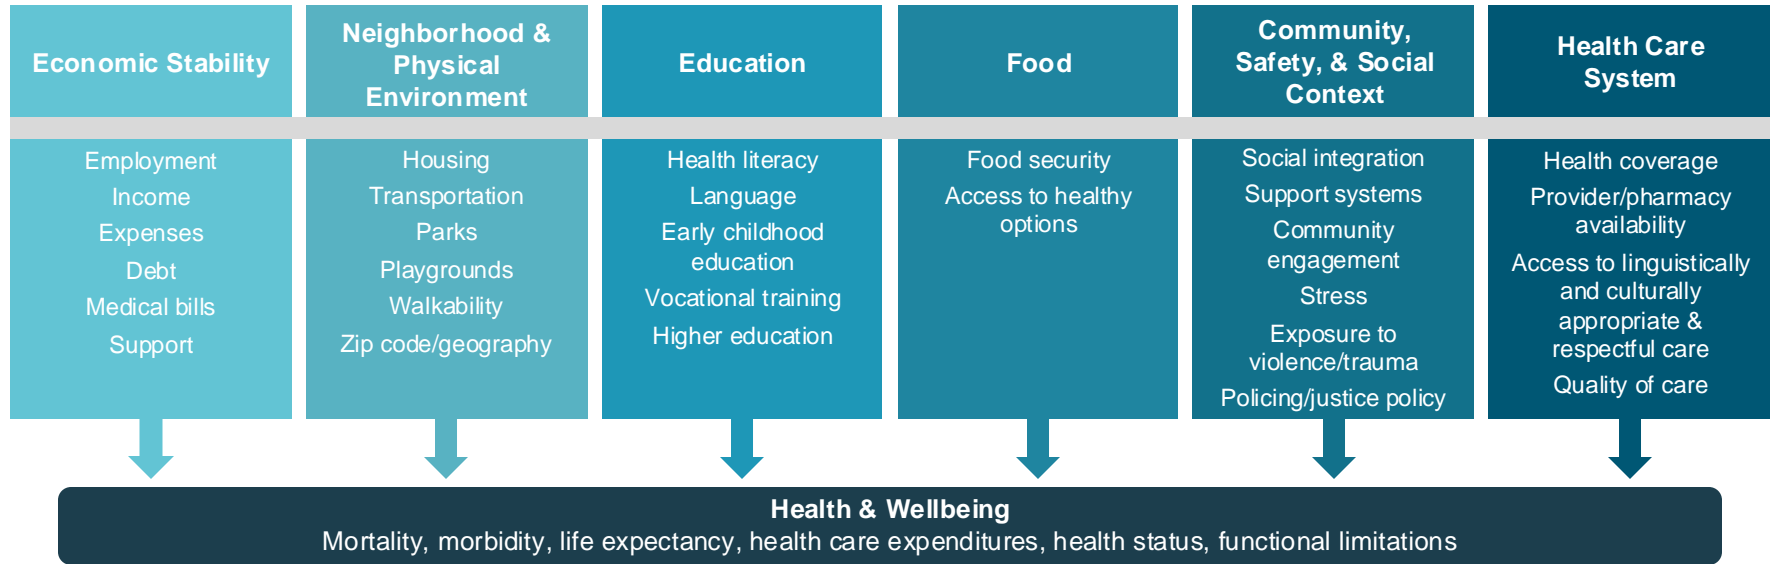 Economic Stability
Employment
Income
Expenses
Debt
Medical bills
Support
Neighborhood &
Physical
Environment
Housing
Transportation
Parks
Playgrounds
Walkability
Zip code/geography
Education
Health literacy
Language
Early childhood
education
Vocational training
Higher education
Food
Food security
Access to healthy
options
Community,
Safety, & Social
Context
Social integration
Support systems
Community
engagement
Stress
Exposure to
violence/trauma
Policing/justice policy
Health Care
System
Health coverage
Provider/pharmacy
availability
Access to linguistically
and culturally
appropriate &
respectful care
Quality of care
Health & Wellbeing
Mortality, morbidity, life expectancy, health care expenditures, health status, functional limitations